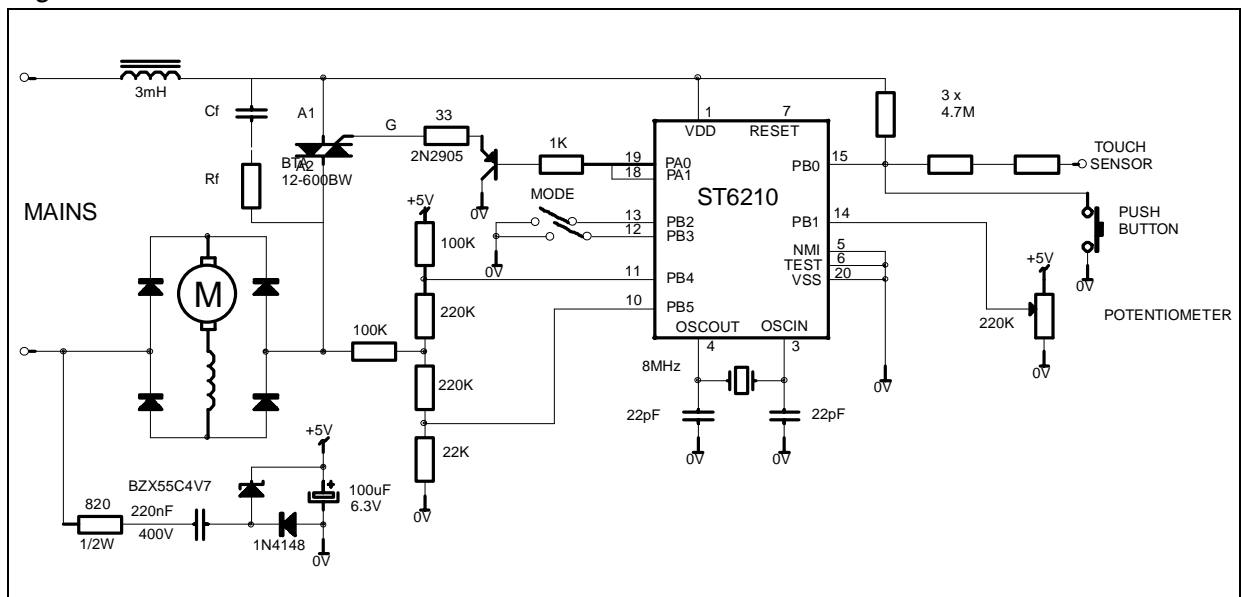 3mH
Cf
A1
G
33
2N2905
1K
1
7
VDD
RESET
3 x
4.7M
Rf
BTA
A2
12-600BW
19
PA0
18
PA1
PB0
15
TOUCH
SENSOR
MAINS
+5V
0V
MODE
ST6210
13
PB2
12
PB3
PB1
14
PUSH
BUTTON
100K
0V
NMI
5
TEST
6
VSS
20
0V
+5V
M
11
PB4
10
PB5
220K
220K
POTENTIOMETER
100K
OSCOUT
OSCIN
4
3
8MHz
0V
0V
220K
22pF
22pF
+5V
22K
0V
0V
BZX55C4V7
820
220nF
400V
1/2W
1N4148
100uF
6.3V
0V
0V